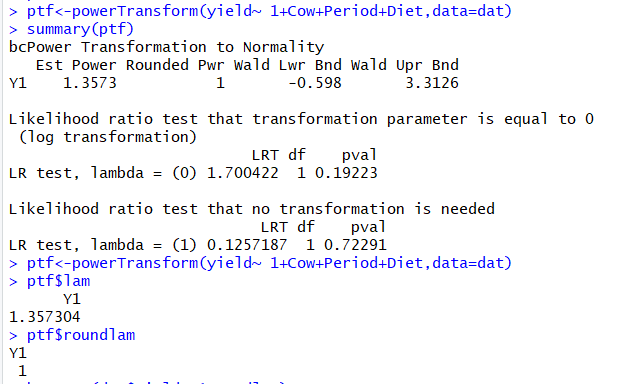 > ptf<-powerTransform(yield~ 1+Cow+Period+Diet,data=dat)
> summary(ptf)
bcPower Transformation to Normality
Est Power Rounded Pwr Wald Lwr Bnd Wald Upr Bnd
Y1 1.3573 1 -0.598 3.3126
Likelihood ratio test that transformation parameter is equal to 0
(log transformation)
LRT df pval
LR test, lambda = (0) 1.700422 1 0.19223
Likelihood ratio test that no transformation is needed
LRT df pval
LR test, lambda = (1) 0.1257187 1 0.72291
> ptf<-powerTransform(yield~ 1+Cow+Period+Diet,data=dat)
> ptf$lam
Y1
1.357304
> ptf$roundlam
Y1
1